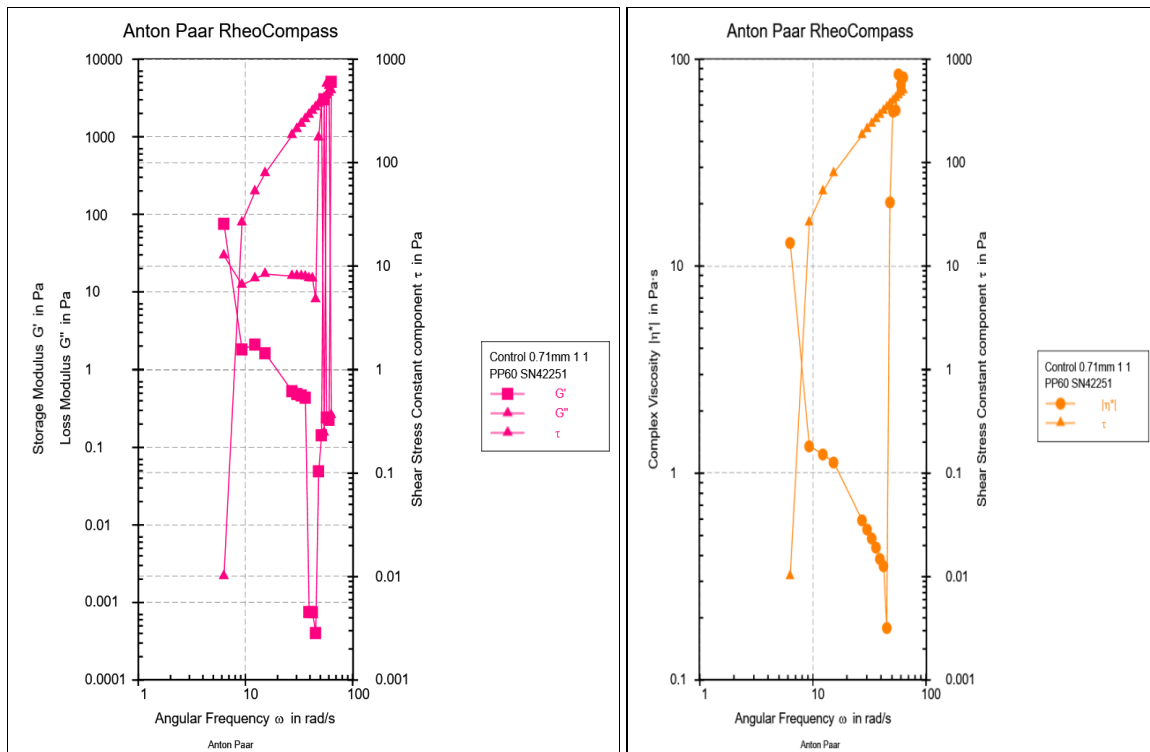 Anton Paar RheoCompass
10000
1000
100
10
1
0.1
0.01
0.001
0.0001
Storage Modulus G' in Pa
Loss Modulus G'' in Pa
1000
100
10
1
0.1
0.01
0.001
Shear Stress Constant component τ in Pa
1
10
100
Angular Frequency ω in rad/s
Anton Paar
Control 0.71mm 1 1
PP60 SN42251
G'
G''
τ
Anton Paar RheoCompass
100
10
1
0.1
Complex Viscosity |η*| in Pa·s
1000
100
10
1
0.1
0.01
0.001
Shear Stress Constant component τ in Pa
1
10
100
Angular Frequency ω in rad/s
Anton Paar
Control 0.71mm 1 1
PP60 SN42251
|η*|
τ